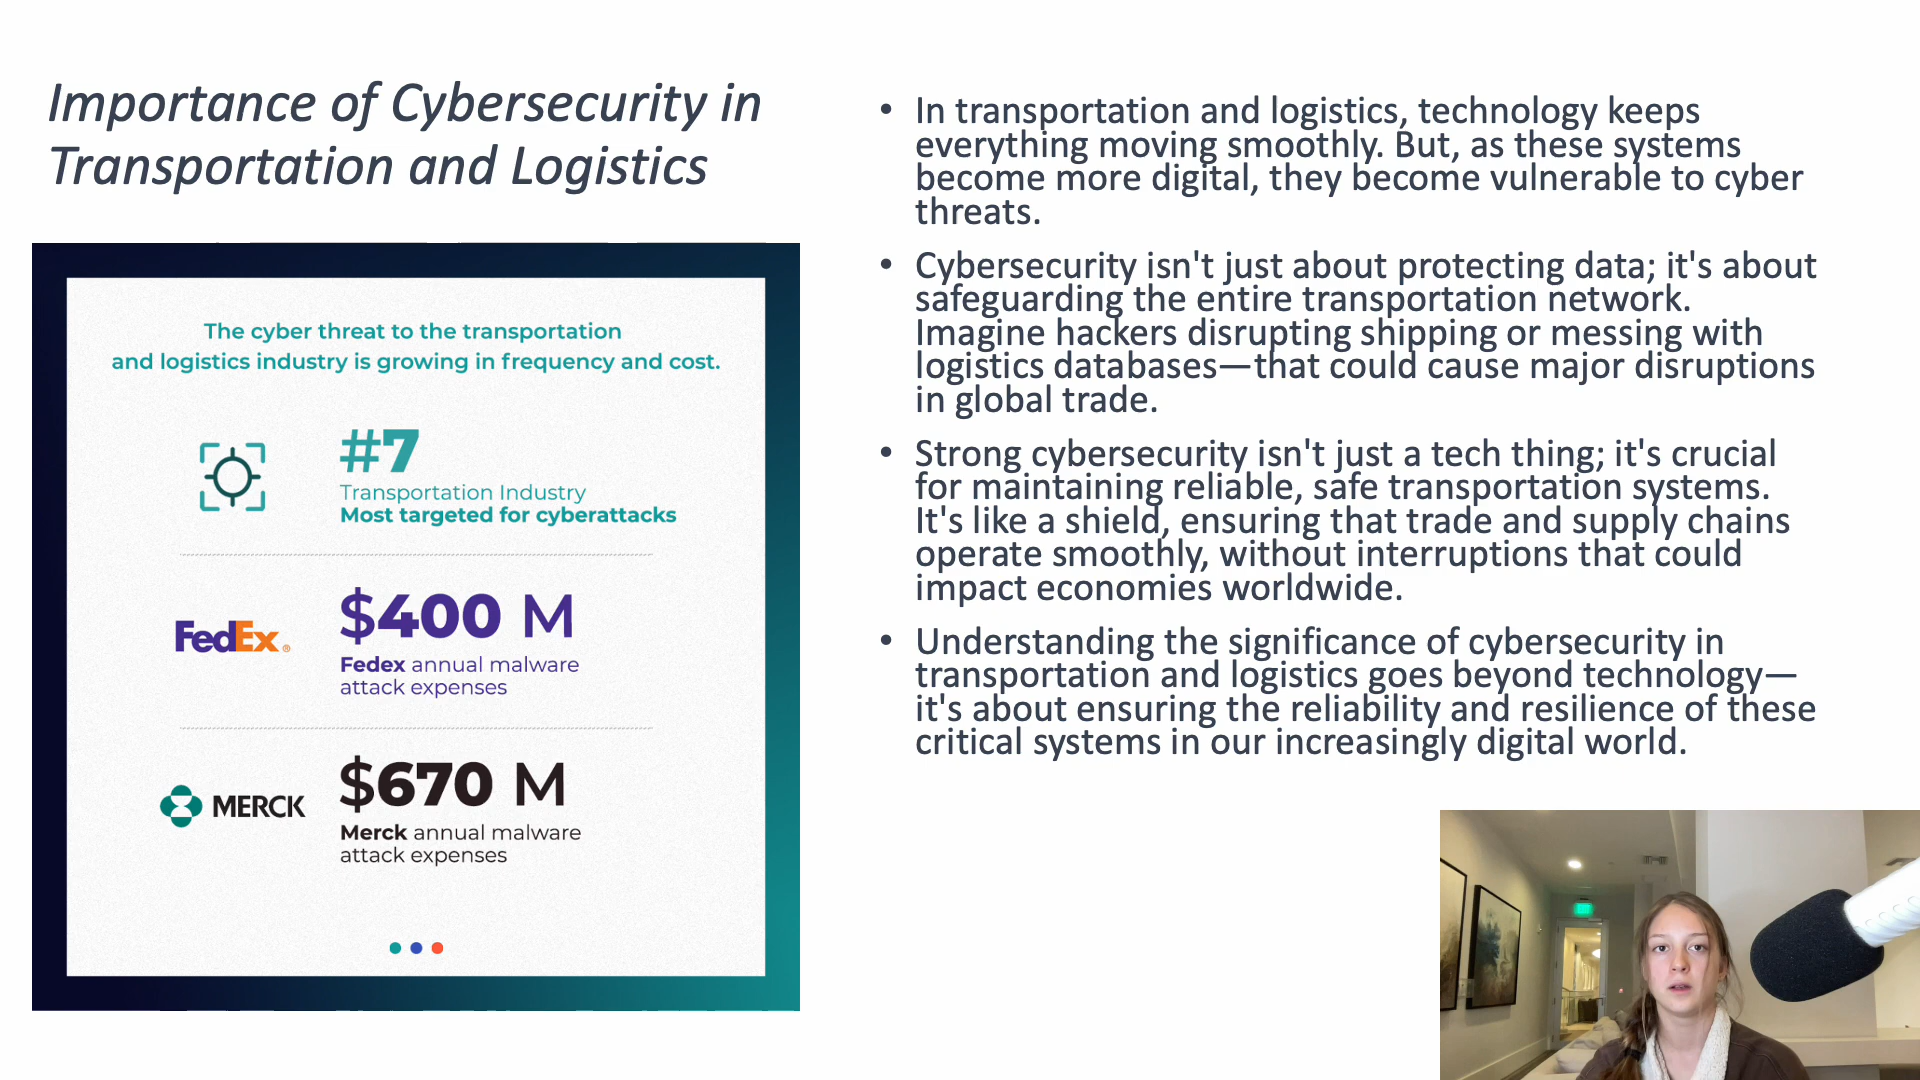 Importance of Cybersecurity in
Transportation and Logistics
The cyber threat to the transportation
and logistics industry is growing in frequency and cost.
#7
Transportation Industry
Most targeted for cyberattacks
FedEx®
$400 M
Fedex annual malware
attack expenses
MERCK
$670 M
Merck annual malware
attack expenses
• In transportation and logistics, technology keeps
everything moving smoothly. But, as these systems
become more digital, they become vulnerable to cyber
threats.
• Cybersecurity isn't just about protecting data; it's about
safeguarding the entire transportation network.
Imagine hackers disrupting shipping or messing with
logistics databases—that could cause major disruptions
in global trade.
• Strong cybersecurity isn't just a tech thing; it's crucial
for maintaining reliable, safe transportation systems.
It's like a shield, ensuring that trade and supply chains
operate smoothly, without interruptions that could
impact economies worldwide.
• Understanding the significance of cybersecurity in
transportation and logistics goes beyond technology—
it's about ensuring the reliability and resilience of these
critical systems in our increasingly digital world.